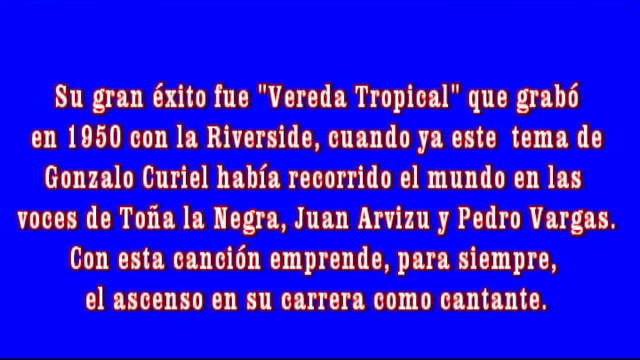 Su gran éxito fue "Vereda Tropical" que grabó
en 1950 con la Riverside, cuando ya este tema de
Gonzalo Curiel había recorrido el mundo en las
voces de Toña la Negra, Juan Arvizu y Pedro Vargas.
Con esta canción emprende, para siempre,
el ascenso en su carrera como cantante.